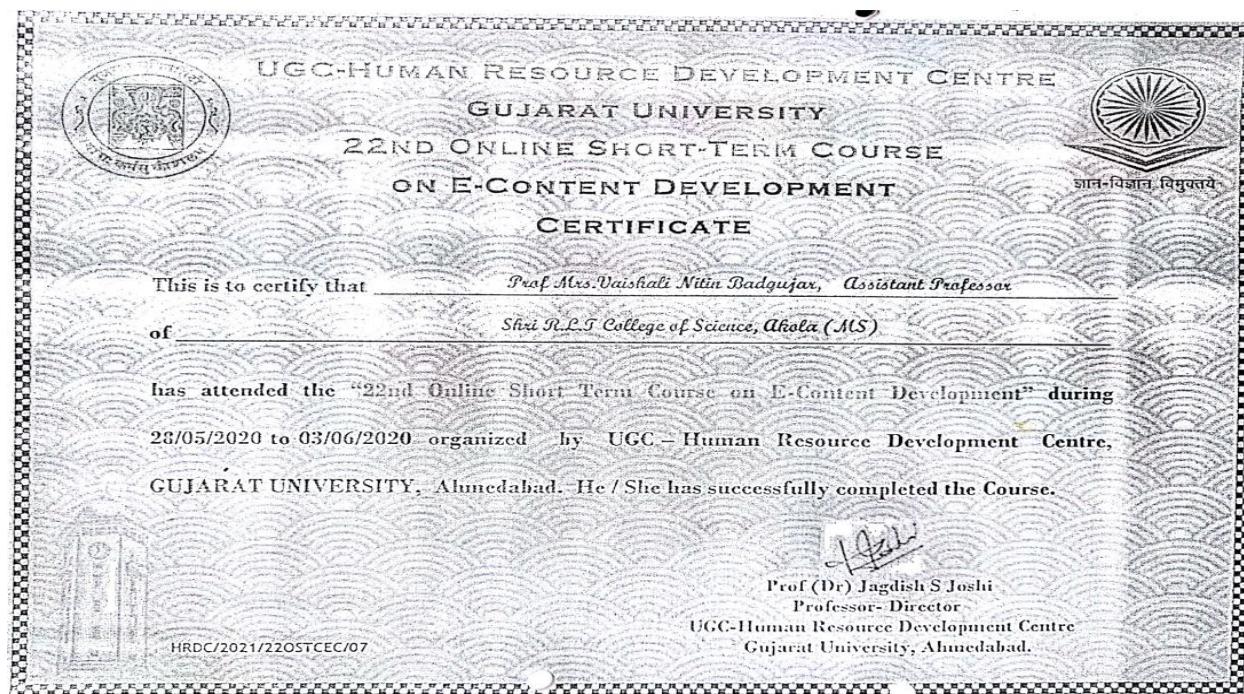 UGC-HUMAN RESOURCE DEVELOPMENT CENTRE
GUJARAT UNIVERSITY
22ND ONLINE SHORT-TERM COURSE
ON E-CONTENT DEVELOPMENT
CERTIFICATE
ज्ञान-विज्ञान विमुक्तये
This is to certify that Prof Mrs.Vaishali Nitin Badgujar, Assistant Professor
of Shri R.L.T College of Science, Akola (MS)
has attended the “22nd Online Short Term Course on E-Content Development” during
28/05/2020 to 03/06/2020 organized by UGC – Human Resource Development Centre,
GUJARAT UNIVERSITY, Ahmedabad. He / She has successfully completed the Course.
Prof (Dr) Jagdish S Joshi
Professor- Director
UGC-Human Resource Development Centre
Gujarat University, Ahmedabad.
HRDC/2021/22OSTCEC/07